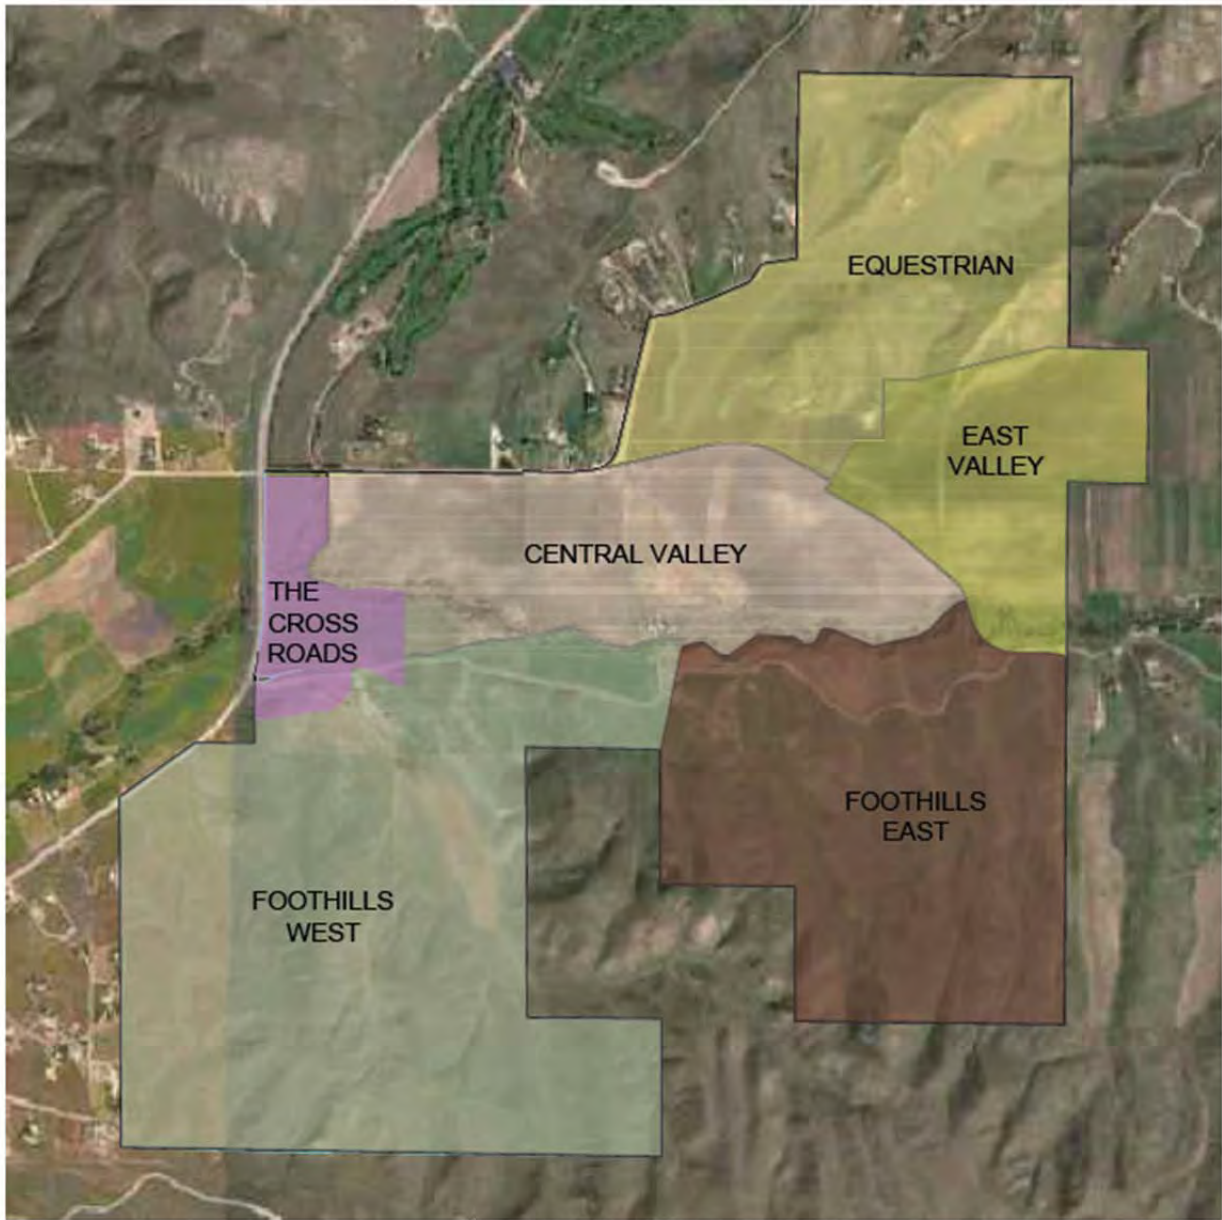 EQUESTRIAN
EAST
VALLEY
CENTRAL VALLEY
THE
CROSS
ROADS
FOOTHILLS
EAST
FOOTHILLS
WEST